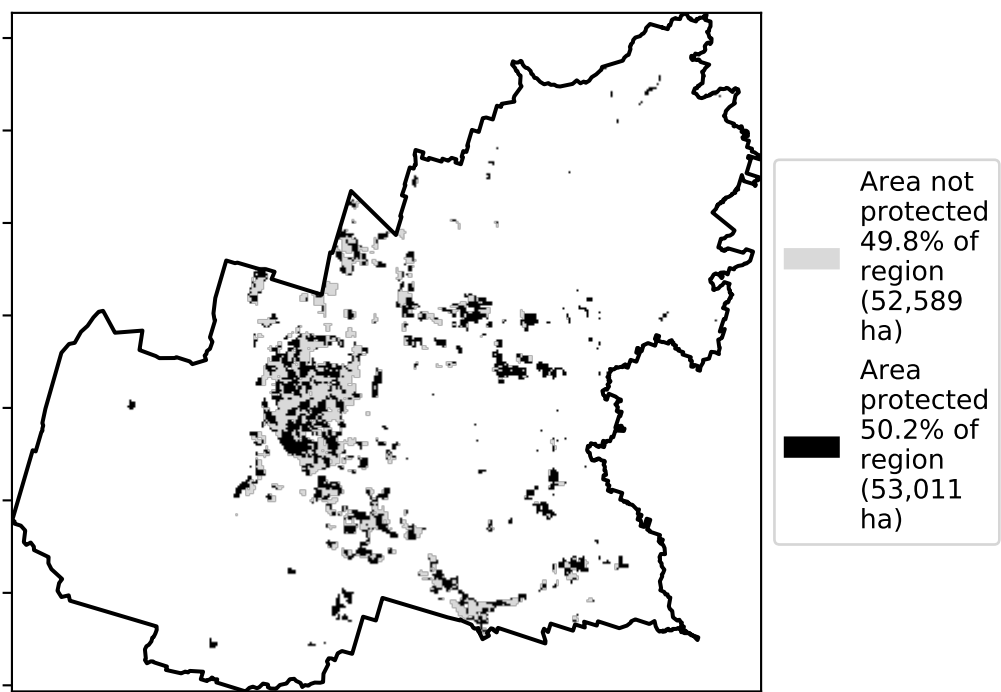 Area not
protected
49.8% of
region
(52,589
ha)
Area
protected
50.2% of
region
(53,011
ha)